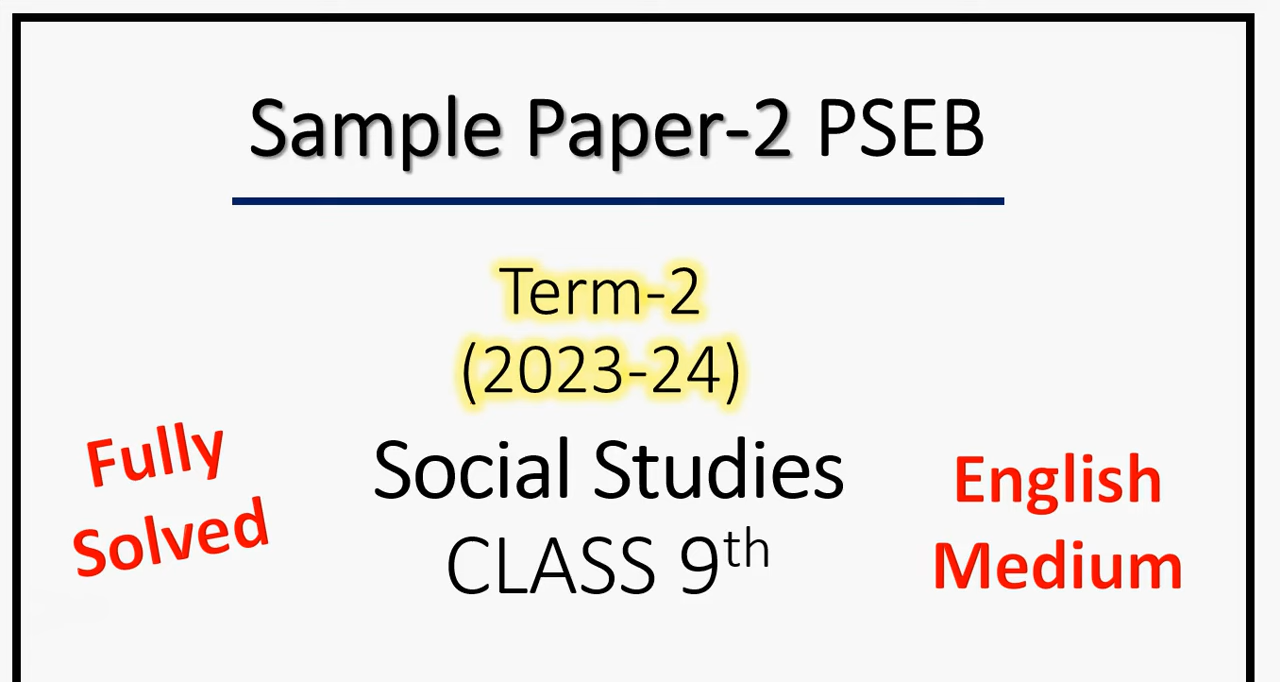 Sample Paper-2 PSEB
Term-2
(2023-24)
Social Studies
CLASS 9th
Fully
Solved
English
Medium